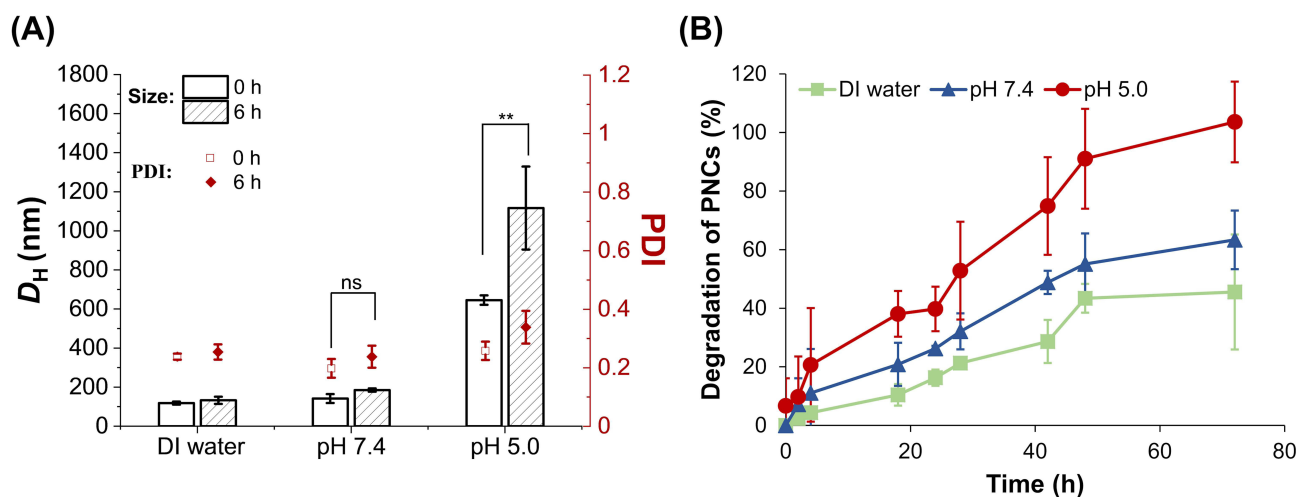 (A)
1800
1600
1400
1200
1000
800
600
400
200
0
D_H (nm)
Size:
0 h
6 h
PDI:
0 h
6 h
ns
**
1.2
1
0.8
0.6
0.4
0.2
0
PDI
DI water
pH 7.4
pH 5.0
(B)
120
100
80
60
40
20
0
Degradation of PNCs (%)
DI water
pH 7.4
pH 5.0
0
20
40
60
80
Time (h)